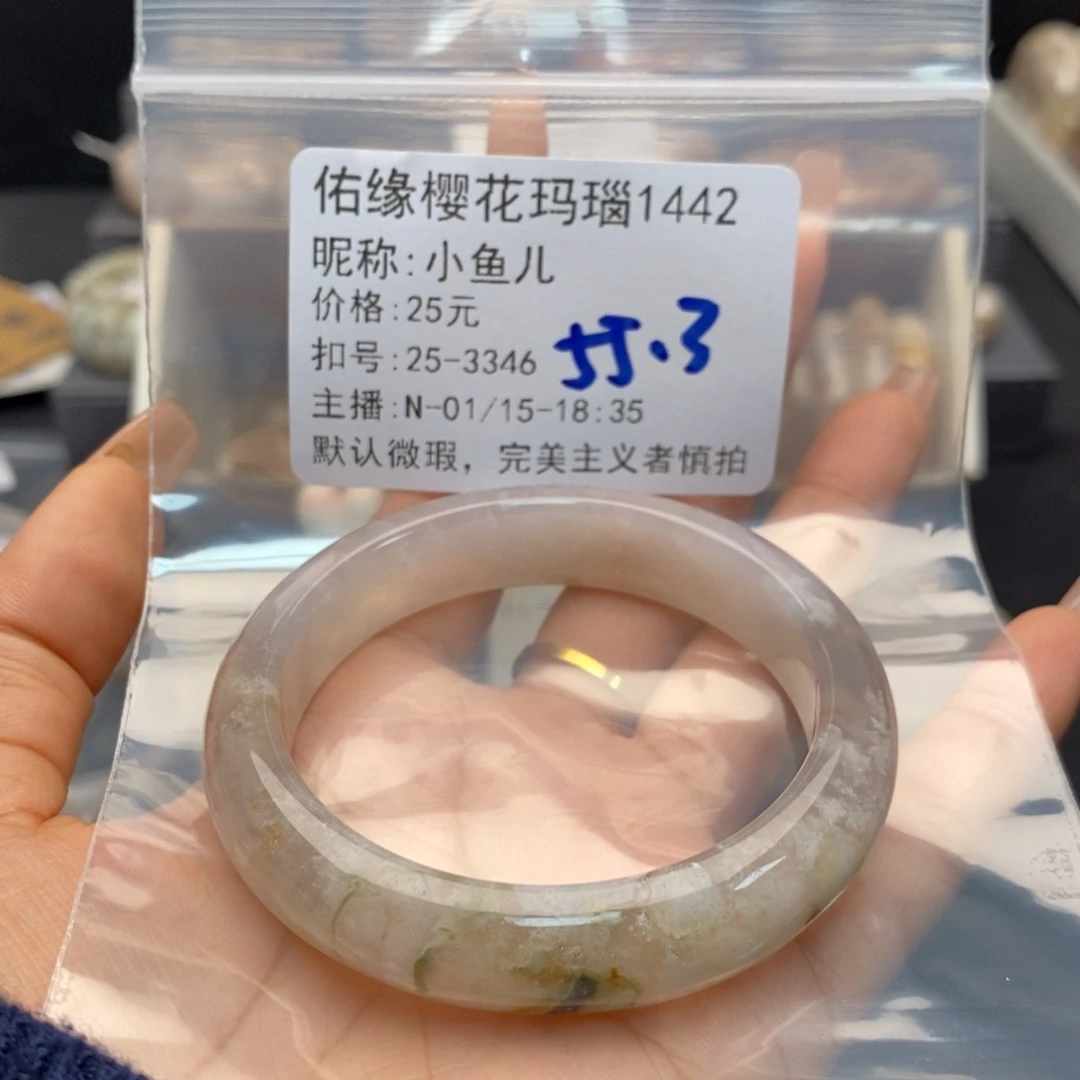 佑缘樱花玛瑙1442
昵称:小鱼儿
价格:25元
扣号:25-3346
55.3
主播:N-01/15-18:35
默认微瑕，完美主义者慎拍